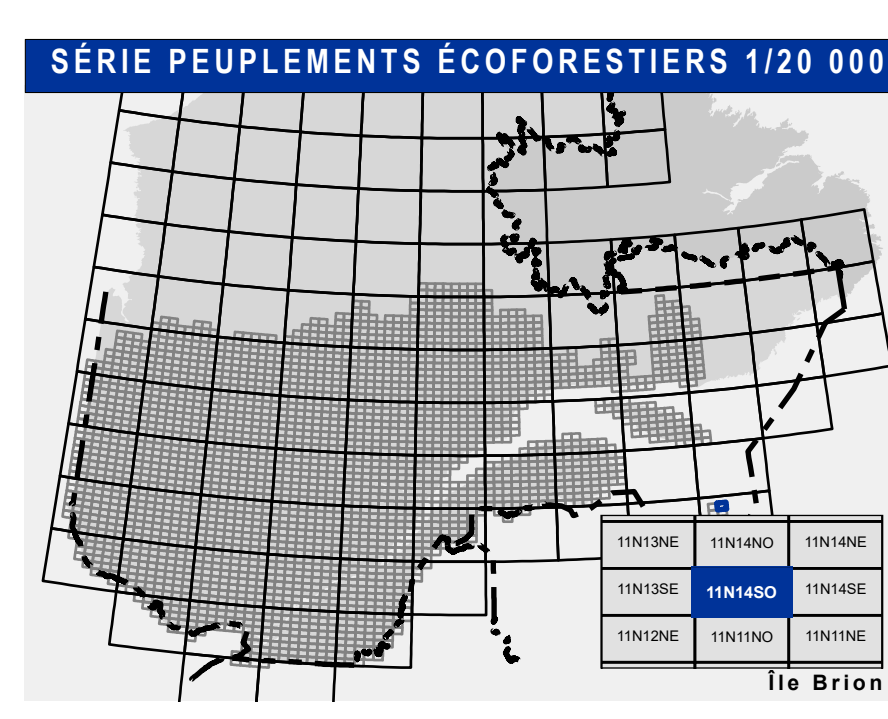 SÉRIE PEUPLEMENTS ÉCOFORESTIERS 1/20 000
11N13NE 11N14NO 11N14NE
11N13SE 11N14SO 11N14SE
11N12NE 11N11NO 11N11NE
Île Brion